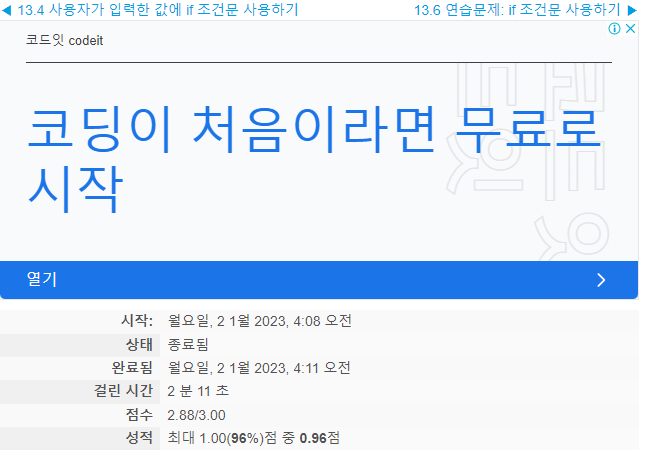 ◀ 13.4 사용자가 입력한 값에 if 조건문 사용하기
13.6 연습문제: if 조건문 사용하기 ▶
코드잇 codeit
코딩이 처음이라면 무료로
시작
코드잇
열기
시작: 월요일, 2 1월 2023, 4:08 오전
상태 종료됨
완료됨 월요일, 2 1월 2023, 4:11 오전
걸린 시간 2 분 11 초
점수 2.88/3.00
성적 최대 1.00(96%)점 중 0.96점